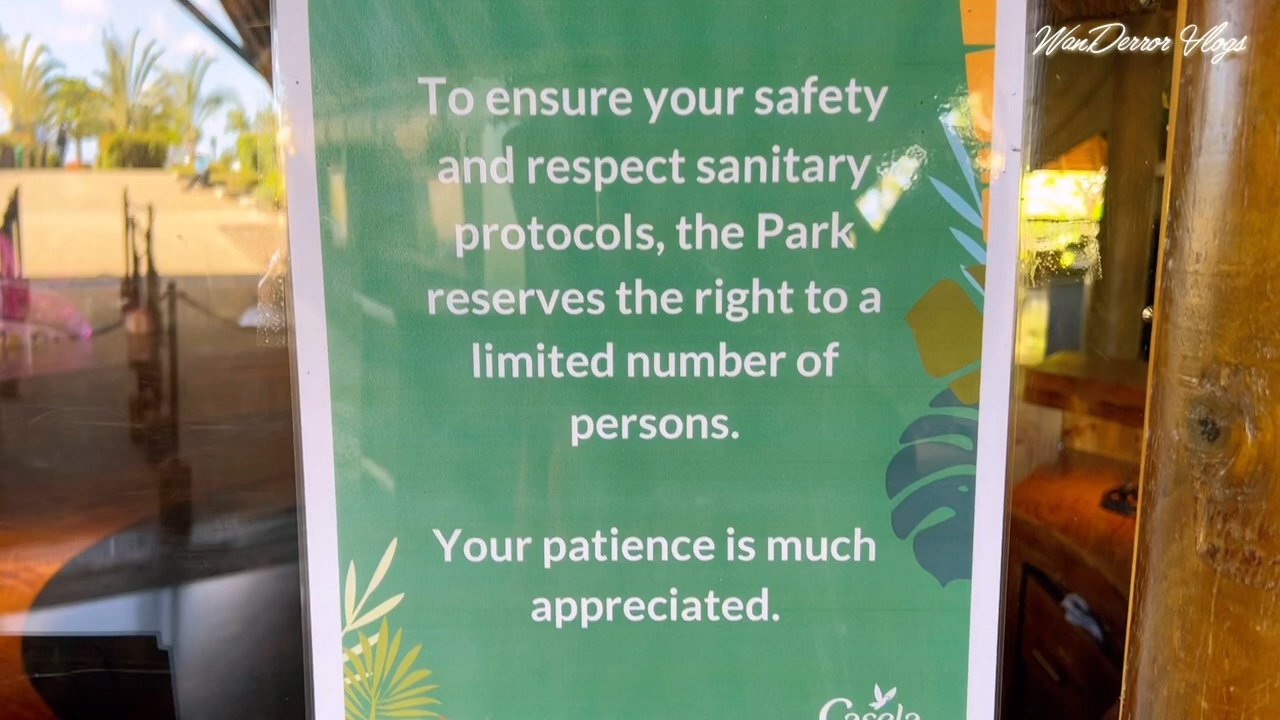 WanDerror Vlogs
To ensure your safety
and respect sanitary
protocols, the Park
reserves the right to a
limited number of
persons.
Your patience is much
appreciated.
Casela